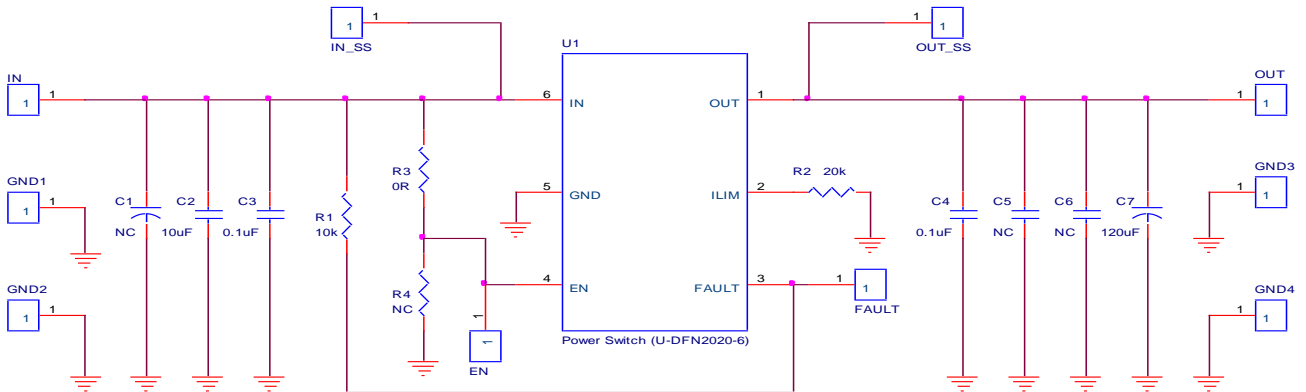 1 1
IN_SS
1 1
OUT_SS
U1
IN
1 1
6 IN
OUT 1
OUT
1 1
GND1
1 1
C1
NC
C2
10uF
C3
0.1uF
R1
10k
R3
0R
5 GND
ILIM 2
R2 20k
C4
0.1uF
C5
NC
C6
NC
C7
120uF
GND3
1 1
GND2
1 1
R4
NC
4 EN
FAULT 3
1 1
FAULT
GND4
1 1
1 1
EN
Power Switch (U-DFN2020-6)